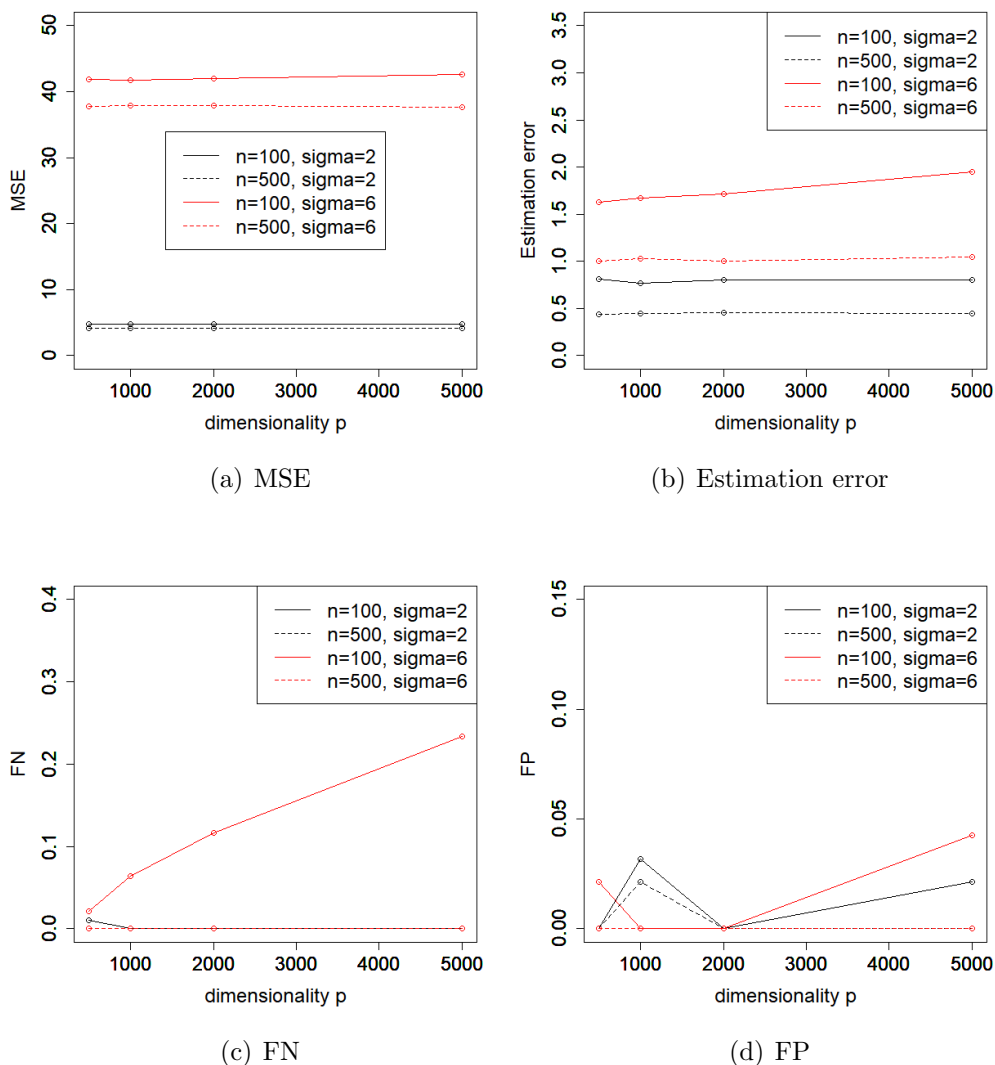 MSE
50
40
30
20
10
0
n=100, sigma=2
n=500, sigma=2
n=100, sigma=6
n=500, sigma=6
1000 2000 3000 4000 5000
dimensionality p
(a) MSE
Estimation error
3.5
3.0
2.5
2.0
1.5
1.0
0.5
0.0
n=100, sigma=2
n=500, sigma=2
n=100, sigma=6
n=500, sigma=6
1000 2000 3000 4000 5000
dimensionality p
(b) Estimation error
FN
0.4
0.3
0.2
0.1
0.0
n=100, sigma=2
n=500, sigma=2
n=100, sigma=6
n=500, sigma=6
1000 2000 3000 4000 5000
dimensionality p
(c) FN
FP
0.15
0.10
0.05
0.00
n=100, sigma=2
n=500, sigma=2
n=100, sigma=6
n=500, sigma=6
1000 2000 3000 4000 5000
dimensionality p
(d) FP